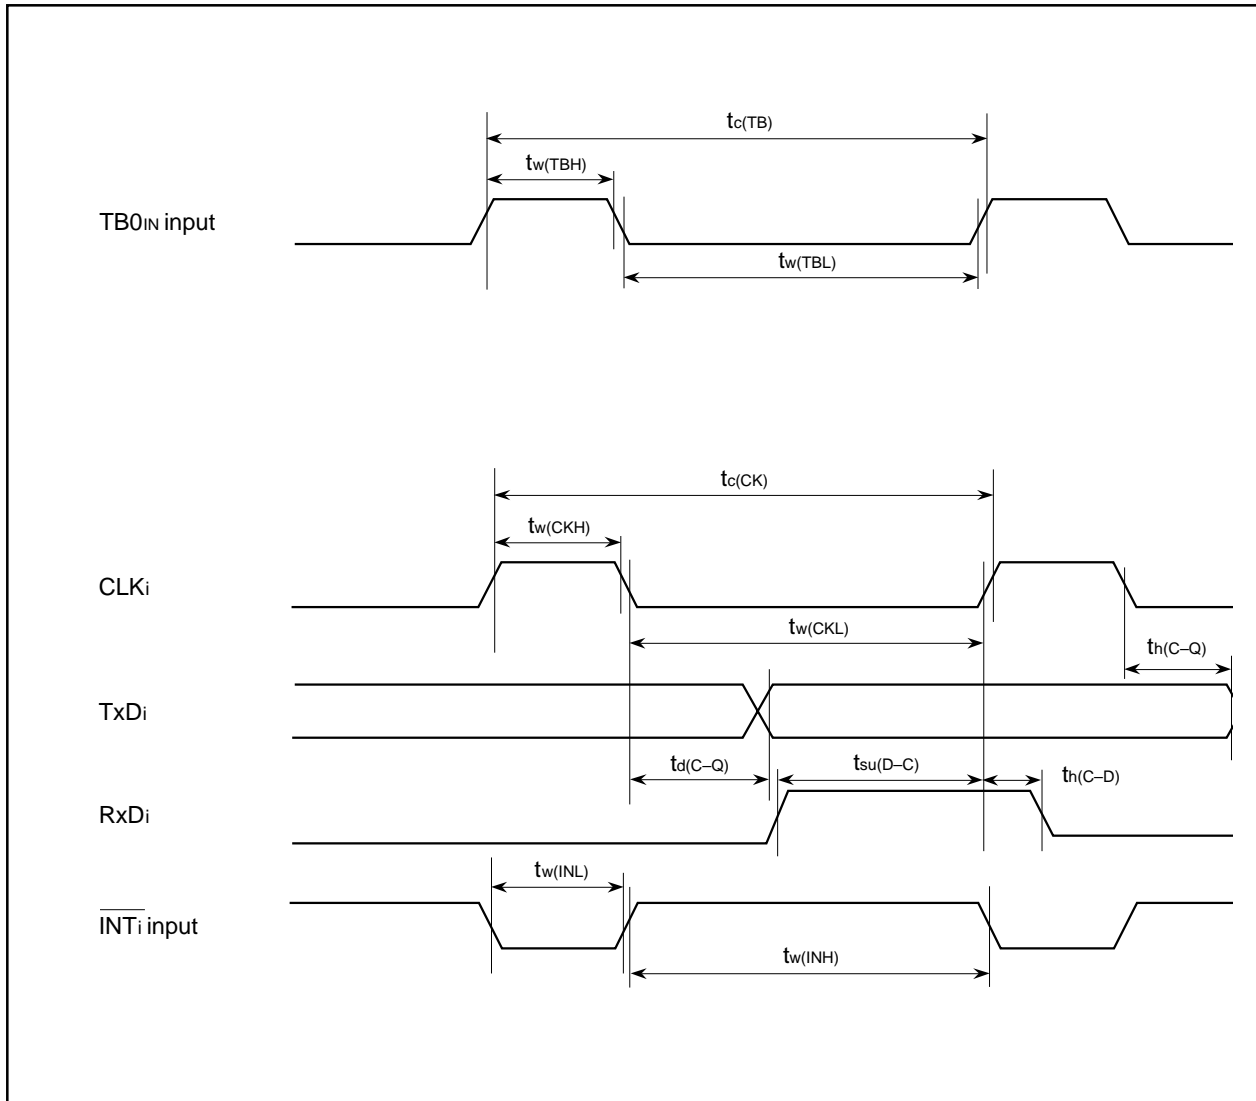 tc(TB)
tw(TBH)
TB0IN input
tw(TBL)
tc(CK)
tw(CKH)
CLKi
tw(CKL)
th(C–Q)
TxDi
td(C–Q)
tsu(D–C)
th(C–D)
RxDi
tw(INL)
INTi input
tw(INH)